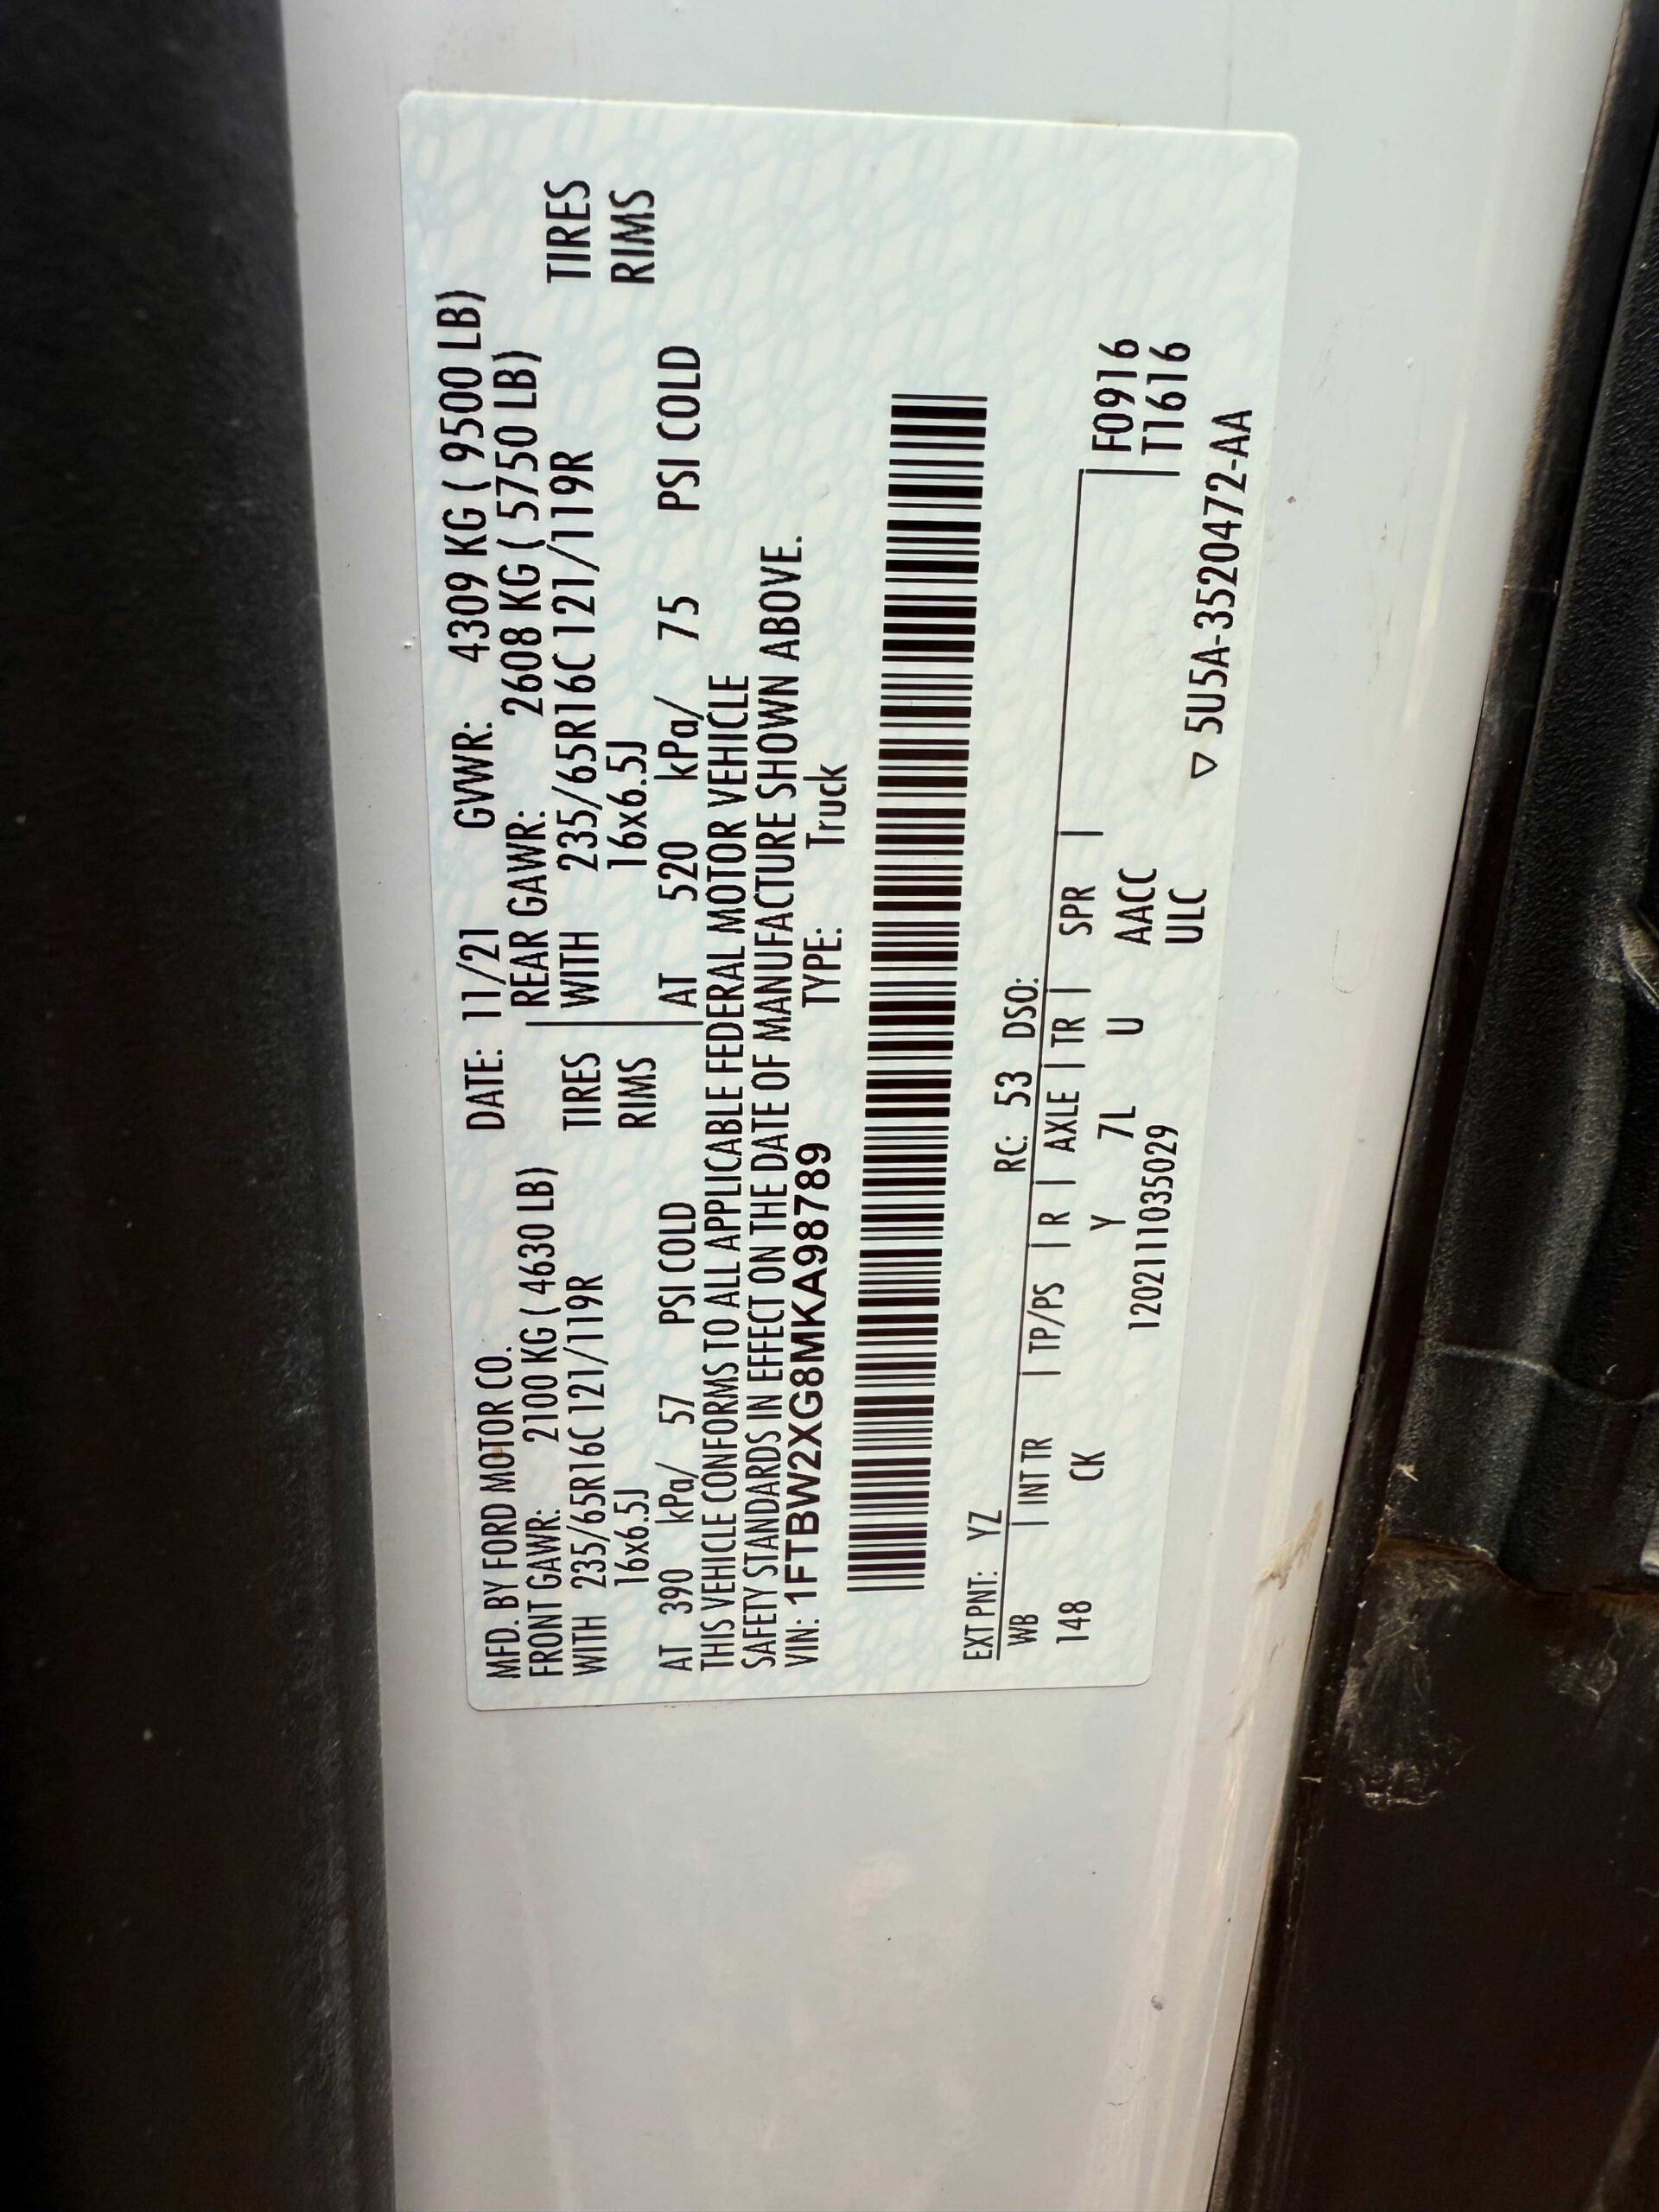 MFD. BY FORD MOTOR CO. DATE: 11/21 GVWR: 4309 KG ( 9500 LB)
FRONT GAWR: 2100 KG ( 4630 LB) REAR GAWR: 2608 KG ( 5750 LB)
WITH 235/65R16C 121/119R TIRES WITH 235/65R16C 121/119R TIRES
16x6.5J RIMS 16x6.5J RIMS
AT 390 kPa/ 57 PSI COLD AT 520 kPa/ 75 PSI COLD
THIS VEHICLE CONFORMS TO ALL APPLICABLE FEDERAL MOTOR VEHICLE
SAFETY STANDARDS IN EFFECT ON THE DATE OF MANUFACTURE SHOWN ABOVE.
VIN: 1FTBW2XG8MKA98789 TYPE: Truck
EXT PNT: YZ RC: 53 DSO:
WB | INT TR | TP/PS | R | AXLE | TR | SPR |
148 CK Y 7L U AACC | F0916
1202111035029 ULC | T1616
▽ 5U5A-3520472-AA